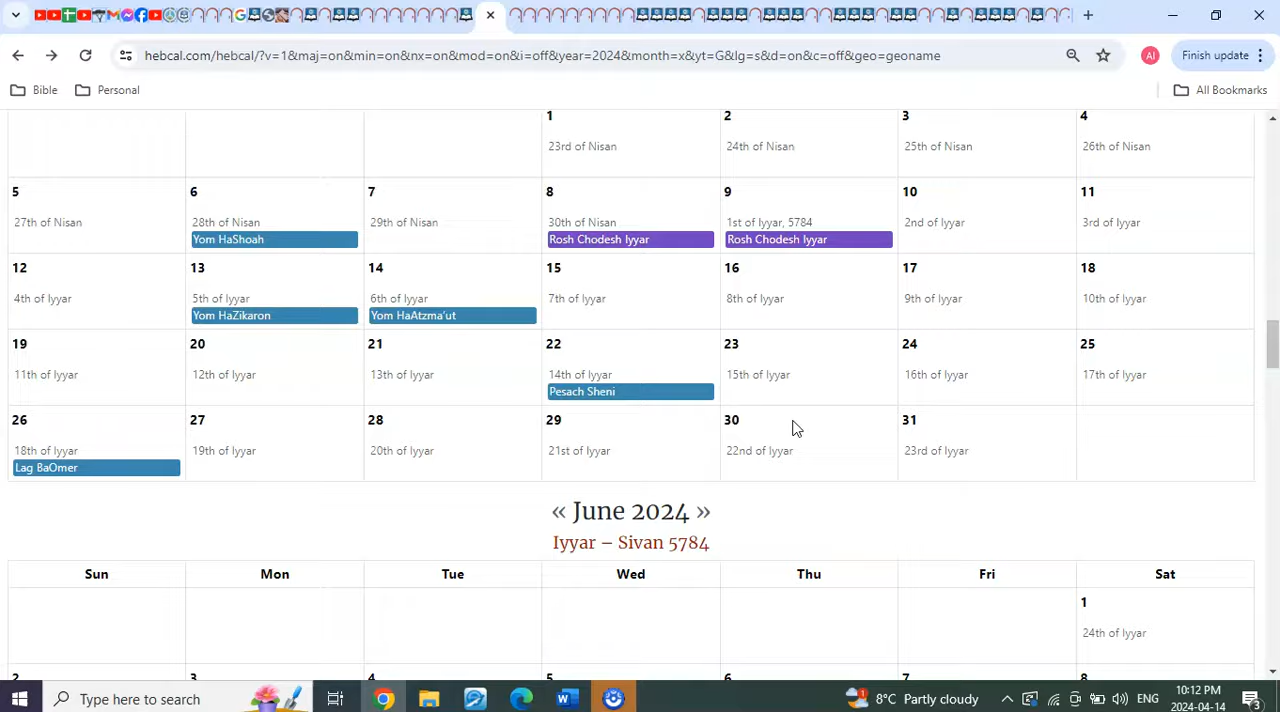 hebcal.com/hebcal/?v=1&maj=on&min=on&nx=on&mod=on&i=off&year=2024&month=x&yt=G&lg=s&d=on&c=off&geo=geoname
AI
Finish update
Bible
Personal
All Bookmarks
1 2 3 4
23rd of Nisan 24th of Nisan 25th of Nisan 26th of Nisan
5 6 7 8 9 10 11
27th of Nisan 28th of Nisan 29th of Nisan 30th of Nisan 1st of Iyyar, 5784 2nd of Iyyar 3rd of Iyyar
Yom HaShoah Rosh Chodesh Iyyar Rosh Chodesh Iyyar
12 13 14 15 16 17 18
4th of Iyyar 5th of Iyyar 6th of Iyyar 7th of Iyyar 8th of Iyyar 9th of Iyyar 10th of Iyyar
Yom HaZikaron Yom HaAtzma'ut
19 20 21 22 23 24 25
11th of Iyyar 12th of Iyyar 13th of Iyyar 14th of Iyyar 15th of Iyyar 16th of Iyyar 17th of Iyyar
Pesach Sheni
26 27 28 29 30 31
18th of Iyyar 19th of Iyyar 20th of Iyyar 21st of Iyyar 22nd of Iyyar 23rd of Iyyar
Lag BaOmer
« June 2024 »
Iyyar – Sivan 5784
Sun Mon Tue Wed Thu Fri Sat
1
24th of Iyyar
2 3 4 5 6 7 8
Type here to search
8°C Partly cloudy
ENG
10:12 PM
2024-04-14
3